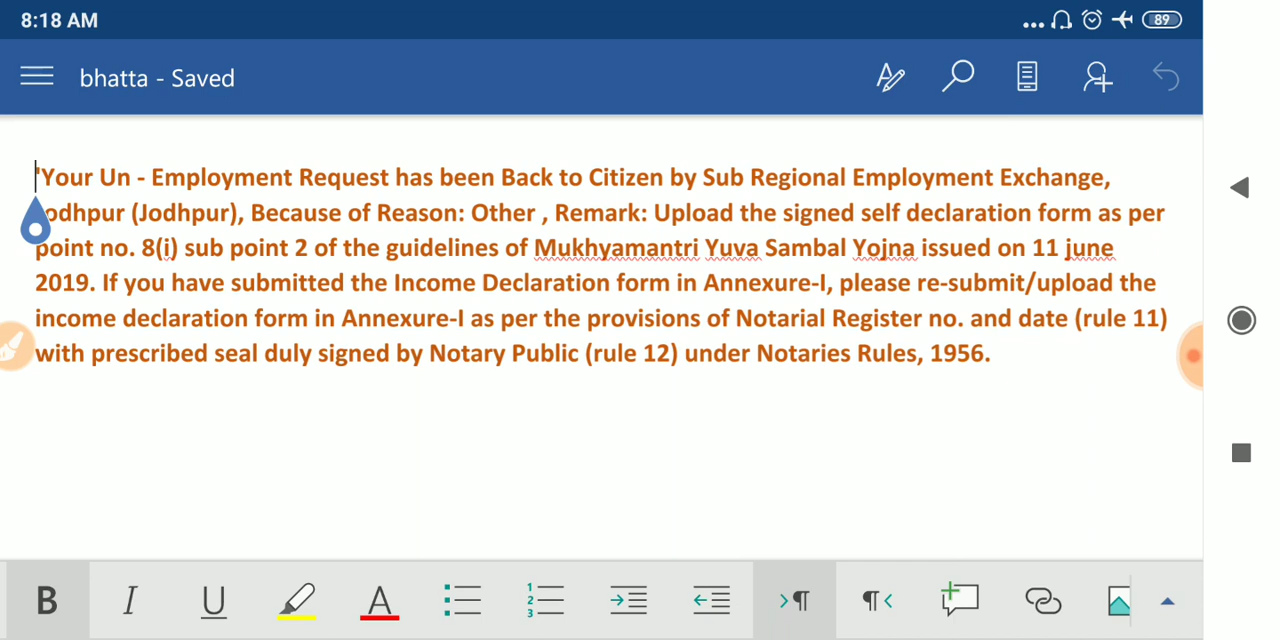 8:18 AM
89
bhatta - Saved
'Your Un - Employment Request has been Back to Citizen by Sub Regional Employment Exchange,
(Jodhpur), Because of Reason: Other , Remark: Upload the signed self declaration form as per
point no. 8(i) sub point 2 of the guidelines of Mukhyamantri Yuva Sambal Yojna issued on 11 june
2019. If you have submitted the Income Declaration form in Annexure-I, please re-submit/upload the
income declaration form in Annexure-I as per the provisions of Notarial Register no. and date (rule 11)
with prescribed seal duly signed by Notary Public (rule 12) under Notaries Rules, 1956.
B I U A